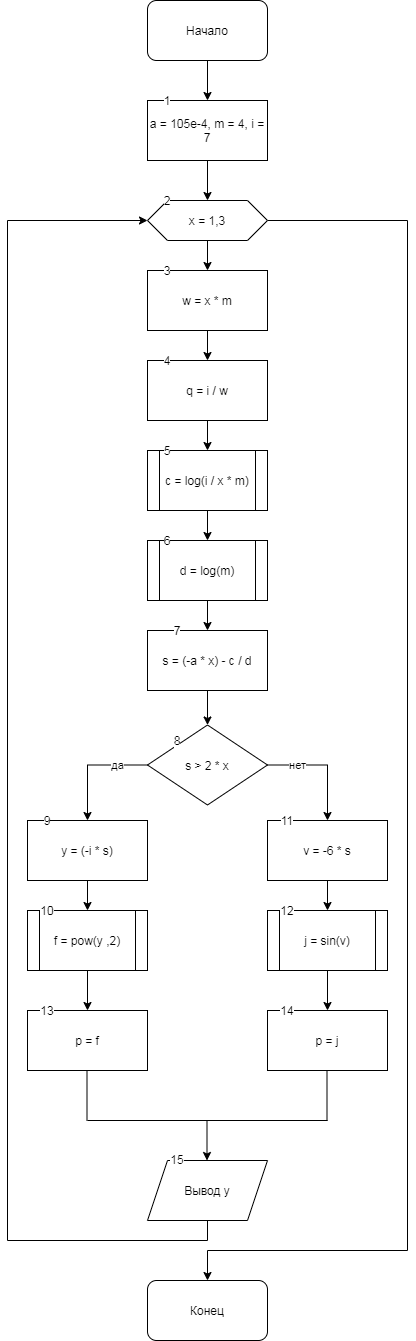 Начало
1
a = 105e-4, m = 4, i =
7
2
x = 1,3
3
w = x * m
4
q = i / w
5
c = log(i / x * m)
6
d = log(m)
7
s = (-a * x) - c / d
8
s > 2 * x
да
нет
9
y = (-i * s)
11
v = -6 * s
10
f = pow(y ,2)
12
j = sin(v)
13
p = f
14
p = j
15
Вывод y
Конец